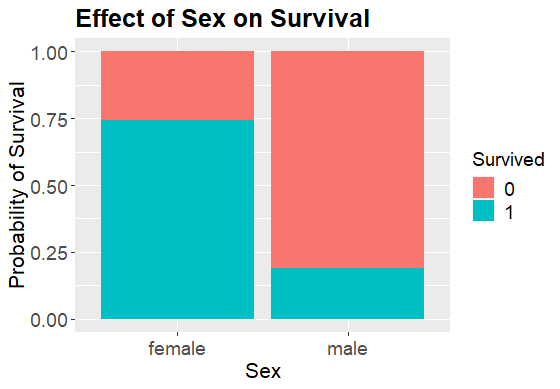 Effect of Sex on Survival
Probability of Survival
1.00
0.75
0.50
0.25
0.00
female male
Sex
Survived
0
1